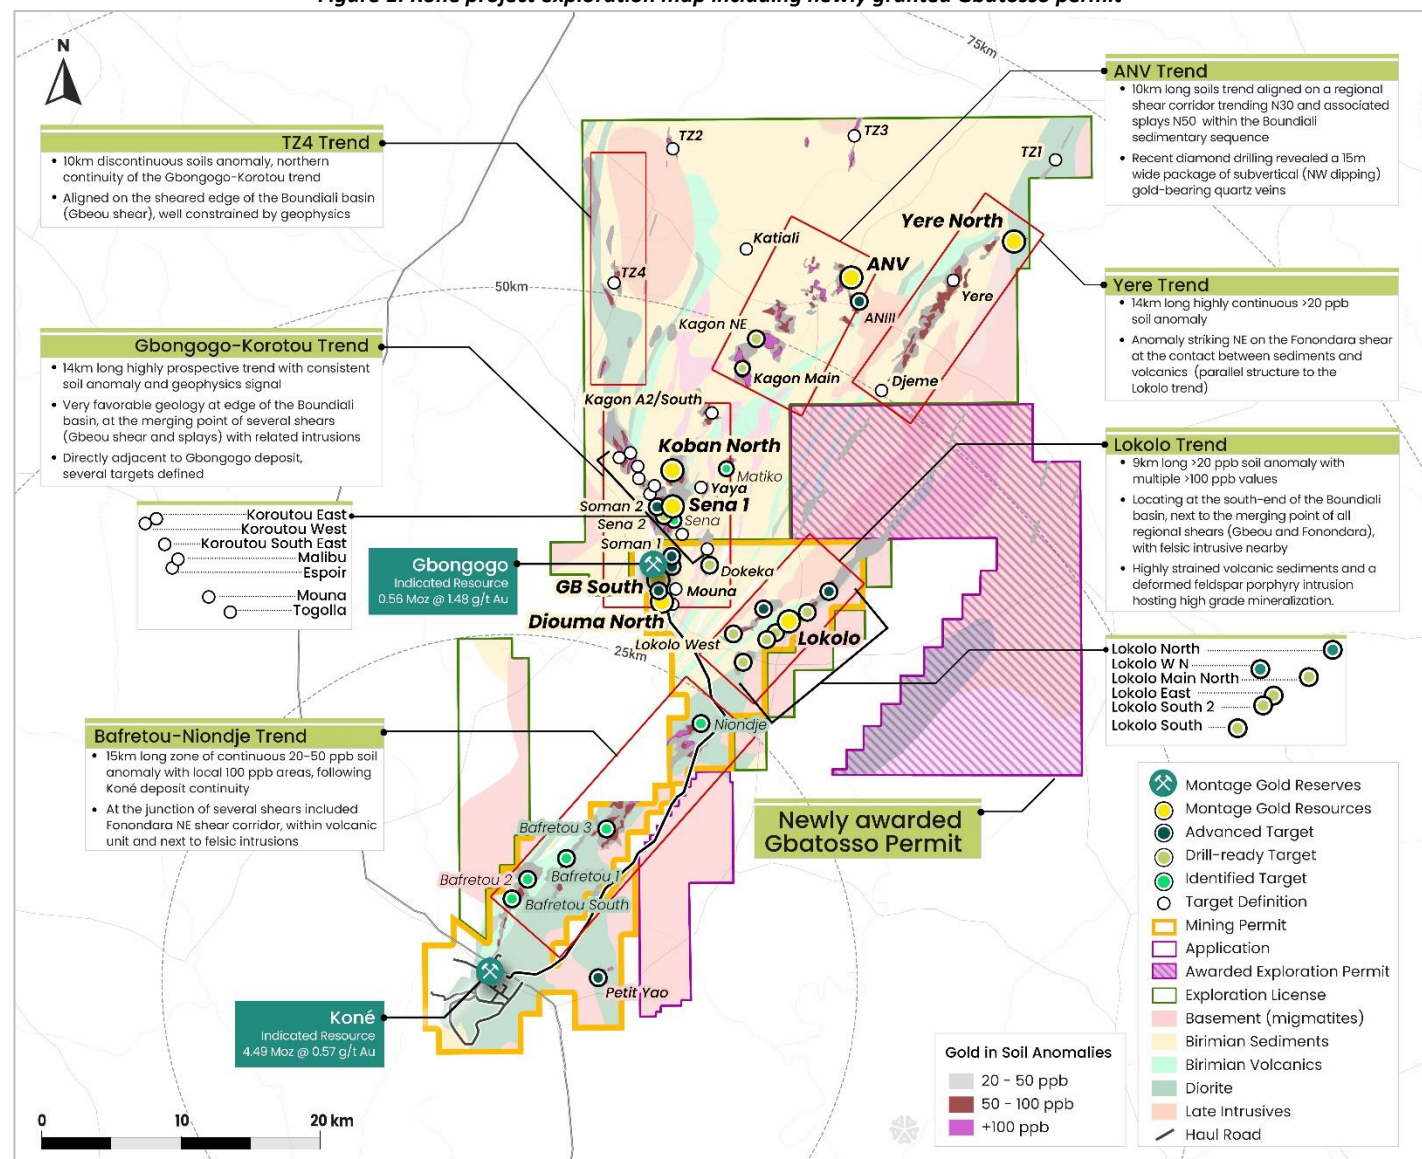 Figure 1: Koné project exploration map including newly granted Gbatosso permit
N
75km
50km
25km
TZ4 Trend
• 10km discontinuous soils anomaly, northern
continuity of the Gbongogo-Korotou trend
• Aligned on the sheared edge of the Boundiali basin
(Gbeou shear), well constrained by geophysics
Gbongogo-Korotou Trend
• 14km long highly prospective trend with consistent
soil anomaly and geophysics signal
• Very favorable geology at edge of the Boundiali
basin, at the merging point of several shears
(Gbeou shear and splays) with related intrusions
• Directly adjacent to Gbongogo deposit,
several targets defined
Koroutou East
Koroutou West
Koroutou South East
Malibu
Espoir
Mouna
Togolla
Gbongogo
Indicated Resource
0.56 Moz @ 1.48 g/t Au
Bafretou-Niondje Trend
• 15km long zone of continuous 20-50 ppb soil
anomaly with local 100 ppb areas, following
Koné deposit continuity
• At the junction of several shears included
Fonondara NE shear corridor, within volcanic
unit and next to felsic intrusions
Koné
Indicated Resource
4.49 Moz @ 0.57 g/t Au
0 10 20 km
TZ2
TZ3
TZ1
Katiali
Yere North
ANV
TZ4
Yere
ANIII
Kagon NE
Kagon Main
Djeme
Kagon A2/South
Koban North
Matiko
Yaya
Soman 2
Sena 1
Sena 2
Sena
Soman 1
Dokeka
GB South
Mouna
Diouma North
Lokolo West
Lokolo
Niondje
Bafretou 3
Bafretou 1
Bafretou 2
Bafretou South
Petit Yao
ANV Trend
• 10km long soils trend aligned on a regional
shear corridor trending N30 and associated
splays N50 within the Boundiali
sedimentary sequence
• Recent diamond drilling revealed a 15m
wide package of subvertical (NW dipping)
gold-bearing quartz veins
Yere Trend
• 14km long highly continuous >20 ppb
soil anomaly
• Anomaly striking NE on the Fonondara shear
at the contact between sediments and
volcanics (parallel structure to the
Lokolo trend)
Lokolo Trend
• 9km long >20 ppb soil anomaly with
multiple >100 ppb values
• Locating at the south-end of the Boundiali
basin, next to the merging point of all
regional shears (Gbeou and Fonondara),
with felsic intrusive nearby
• Highly strained volcanic sediments and a
deformed feldspar porphyry intrusion
hosting high grade mineralization.
Lokolo North
Lokolo W N
Lokolo Main North
Lokolo East
Lokolo South 2
Lokolo South
Newly awarded
Gbatosso Permit
Montage Gold Reserves
Montage Gold Resources
Advanced Target
Drill-ready Target
Identified Target
Target Definition
Mining Permit
Application
Awarded Exploration Permit
Exploration License
Basement (migmatites)
Birimian Sediments
Birimian Volcanics
Diorite
Late Intrusives
Haul Road
Gold in Soil Anomalies
20 - 50 ppb
50 - 100 ppb
+100 ppb